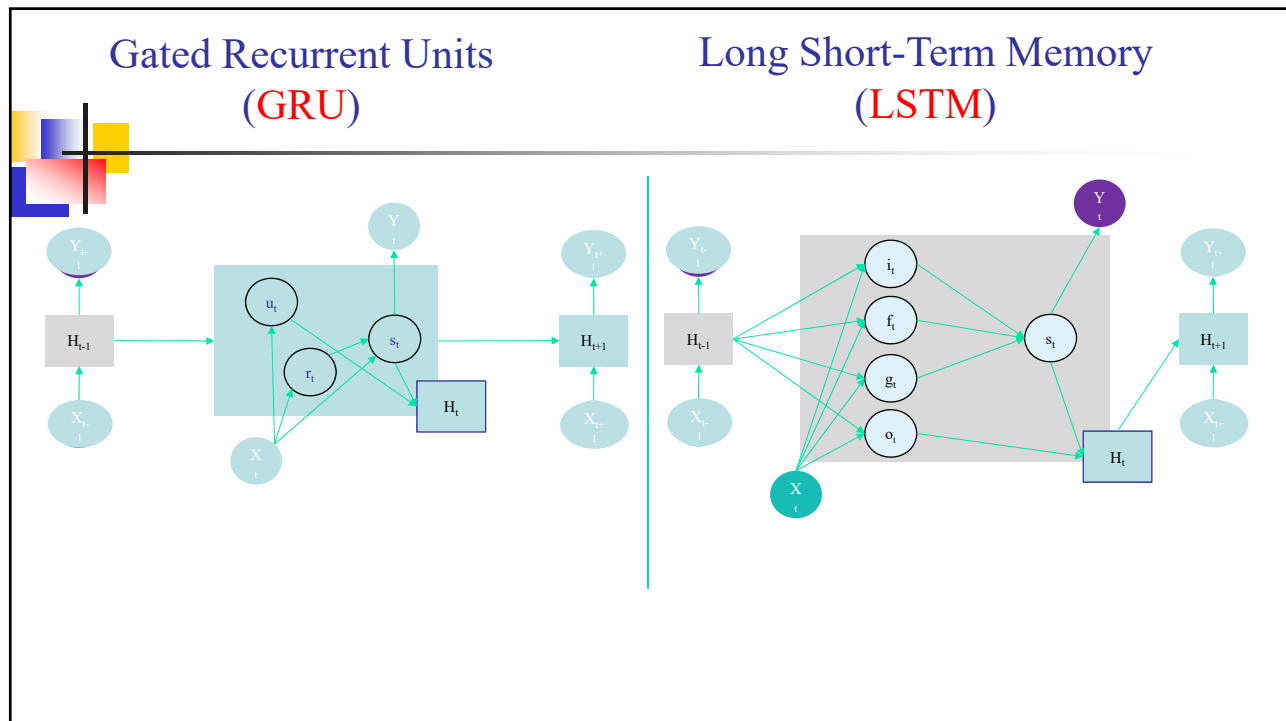 Gated Recurrent Units
(GRU)
Long Short-Term Memory
(LSTM)
Y
t
Yt-
1
Yt+
1
ut
Ht-1
rt
st
Ht+1
Ht
Xt-
1
Xt+
1
X
t
Y
t
Yt-
1
Yt+
1
it
ft
Ht-1
st
Ht+1
gt
Xt-
1
Xt+
1
ot
Ht
X
t